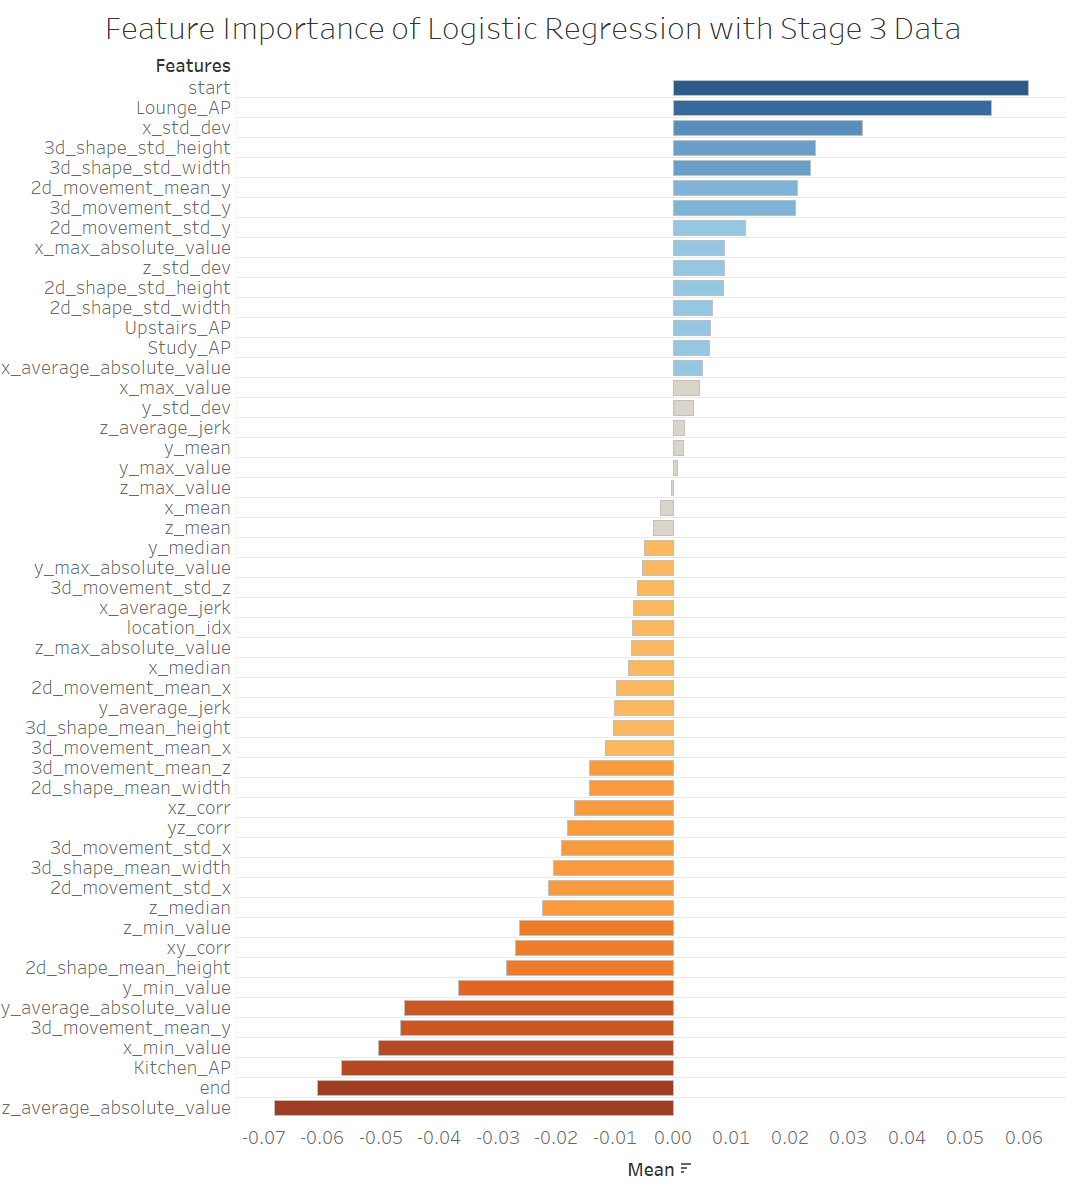 Feature Importance of Logistic Regression with Stage 3 Data
Features
start
Lounge_AP
x_std_dev
3d_shape_std_height
3d_shape_std_width
2d_movement_mean_y
3d_movement_std_y
2d_movement_std_y
x_max_absolute_value
z_std_dev
2d_shape_std_height
2d_shape_std_width
Upstairs_AP
Study_AP
x_average_absolute_value
x_max_value
y_std_dev
z_average_jerk
y_mean
y_max_value
z_max_value
x_mean
z_mean
y_median
y_max_absolute_value
3d_movement_std_z
x_average_jerk
location_idx
z_max_absolute_value
x_median
2d_movement_mean_x
y_average_jerk
3d_shape_mean_height
3d_movement_mean_x
3d_movement_mean_z
2d_shape_mean_width
xz_corr
yz_corr
3d_movement_std_x
3d_shape_mean_width
2d_movement_std_x
z_median
z_min_value
xy_corr
2d_shape_mean_height
y_min_value
y_average_absolute_value
3d_movement_mean_y
x_min_value
Kitchen_AP
end
z_average_absolute_value
-0.07 -0.06 -0.05 -0.04 -0.03 -0.02 -0.01 0.00 0.01 0.02 0.03 0.04 0.05 0.06
Mean